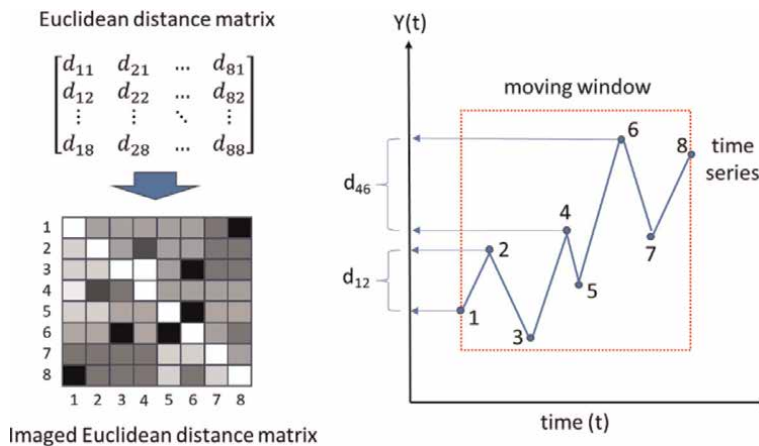 Euclidean distance matrix
d11 d21 ... d81
d12 d22 ... d82
⋮ ⋮ ⋱ ⋮
d18 d28 ... d88
1
2
3
4
5
6
7
8
1 2 3 4 5 6 7 8
Imaged Euclidean distance matrix
Y(t)
moving window
6
8 time
series
d46
4
2
7
d12
5
1
3
time (t)